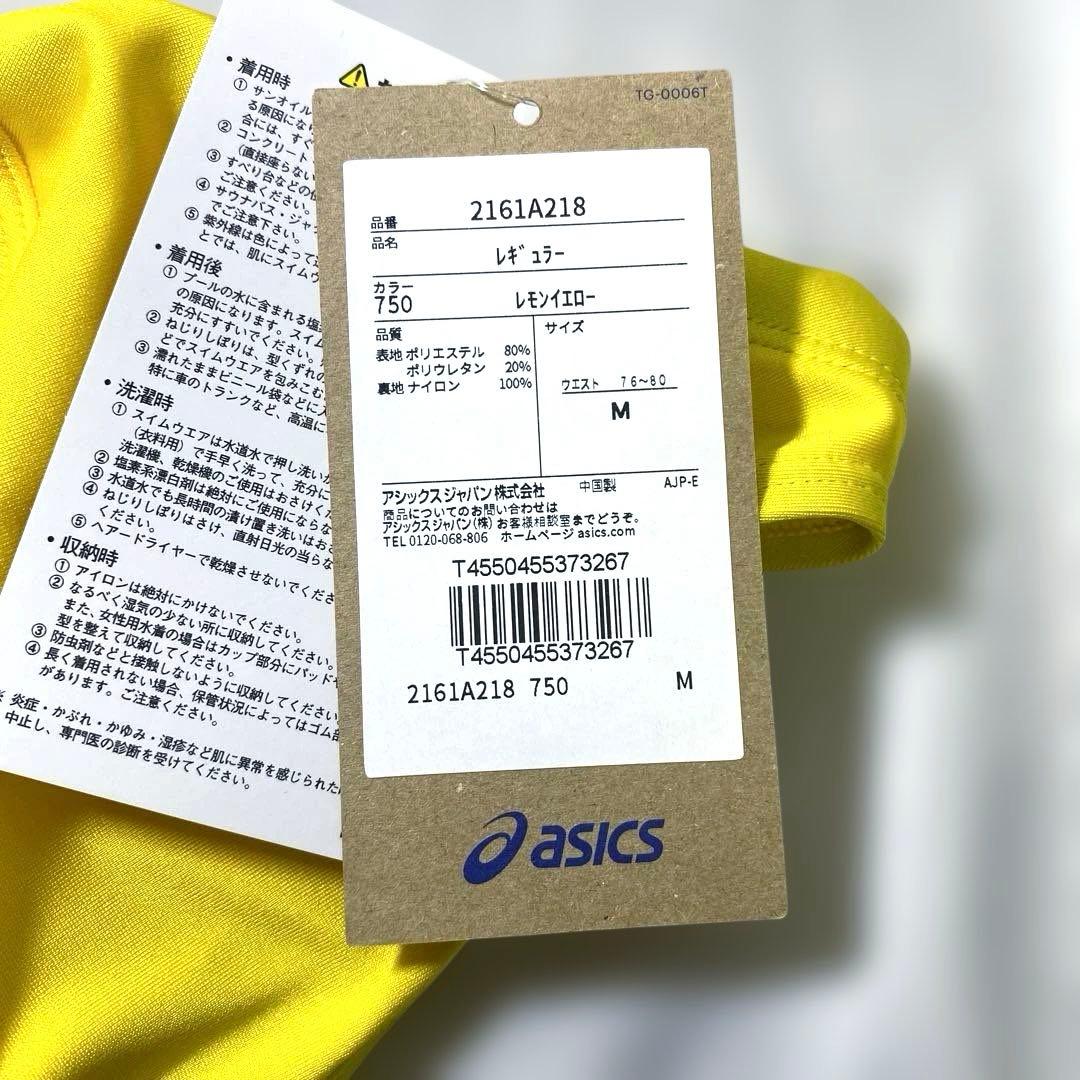 ・着用時
① サンオイル
る原因になり
合には、すぐ
② コンクリート
(直接座らない
③ すべり台などの使
ご注意ください。
④ サウナバス・ジャ
でご注意下さい。
⑤ 紫外線は色によって
とでは、肌にスイムウ
・着用後
① プールの水に含まれる塩
の原因になります。スイム
充分にすすいでください。
② ねじりしぼりは、型くずれの
どでスイムウエアを包みこむ
③ 濡れたままビニール袋などに入
特に車のトランクなど、高温に
・洗濯時
① スイムウエアは水道水で押し洗いか
(衣料用)で手早く洗って、充分に
洗濯機、乾燥機のご使用はおさけくだ
② 塩素系漂白剤は絶対にご使用にならな
③ 水道水でも長時間の漬け置き洗いはおさ
④ ねじりしぼりはさけ、直射日光の当らな
ください。
⑤ ヘアードライヤーで乾燥させないでくださ
・収納時
① アイロンは絶対にかけないでください。
② なるべく湿気の少ない所に収納してください。
また、女性用水着の場合はカップ部分にパッドや
型を整えて収納してください。
③ 防虫剤などと接触しないように収納してください
④ 長く着用されない場合、保管状況によってはゴム部
があります。ご注意ください。
※ 炎症・かぶれ・かゆみ・湿疹など肌に異常を感じられた
中止し、専門医の診断を受けてください。
TG-0006T
品番 2161A218
品名
レギュラー
カラー
750 レモンイエロー
品質 サイズ
表地 ポリエステル 80%
ポリウレタン 20%
裏地 ナイロン 100%
ウエスト 76~80
M
アシックスジャパン株式会社 中国製 AJP-E
商品についてのお問い合わせは
アシックスジャパン(株)お客様相談室までどうぞ。
TEL 0120-068-806 ホームページ asics.com
T4550455373267
T4550455373267
2161A218 750 M
asics